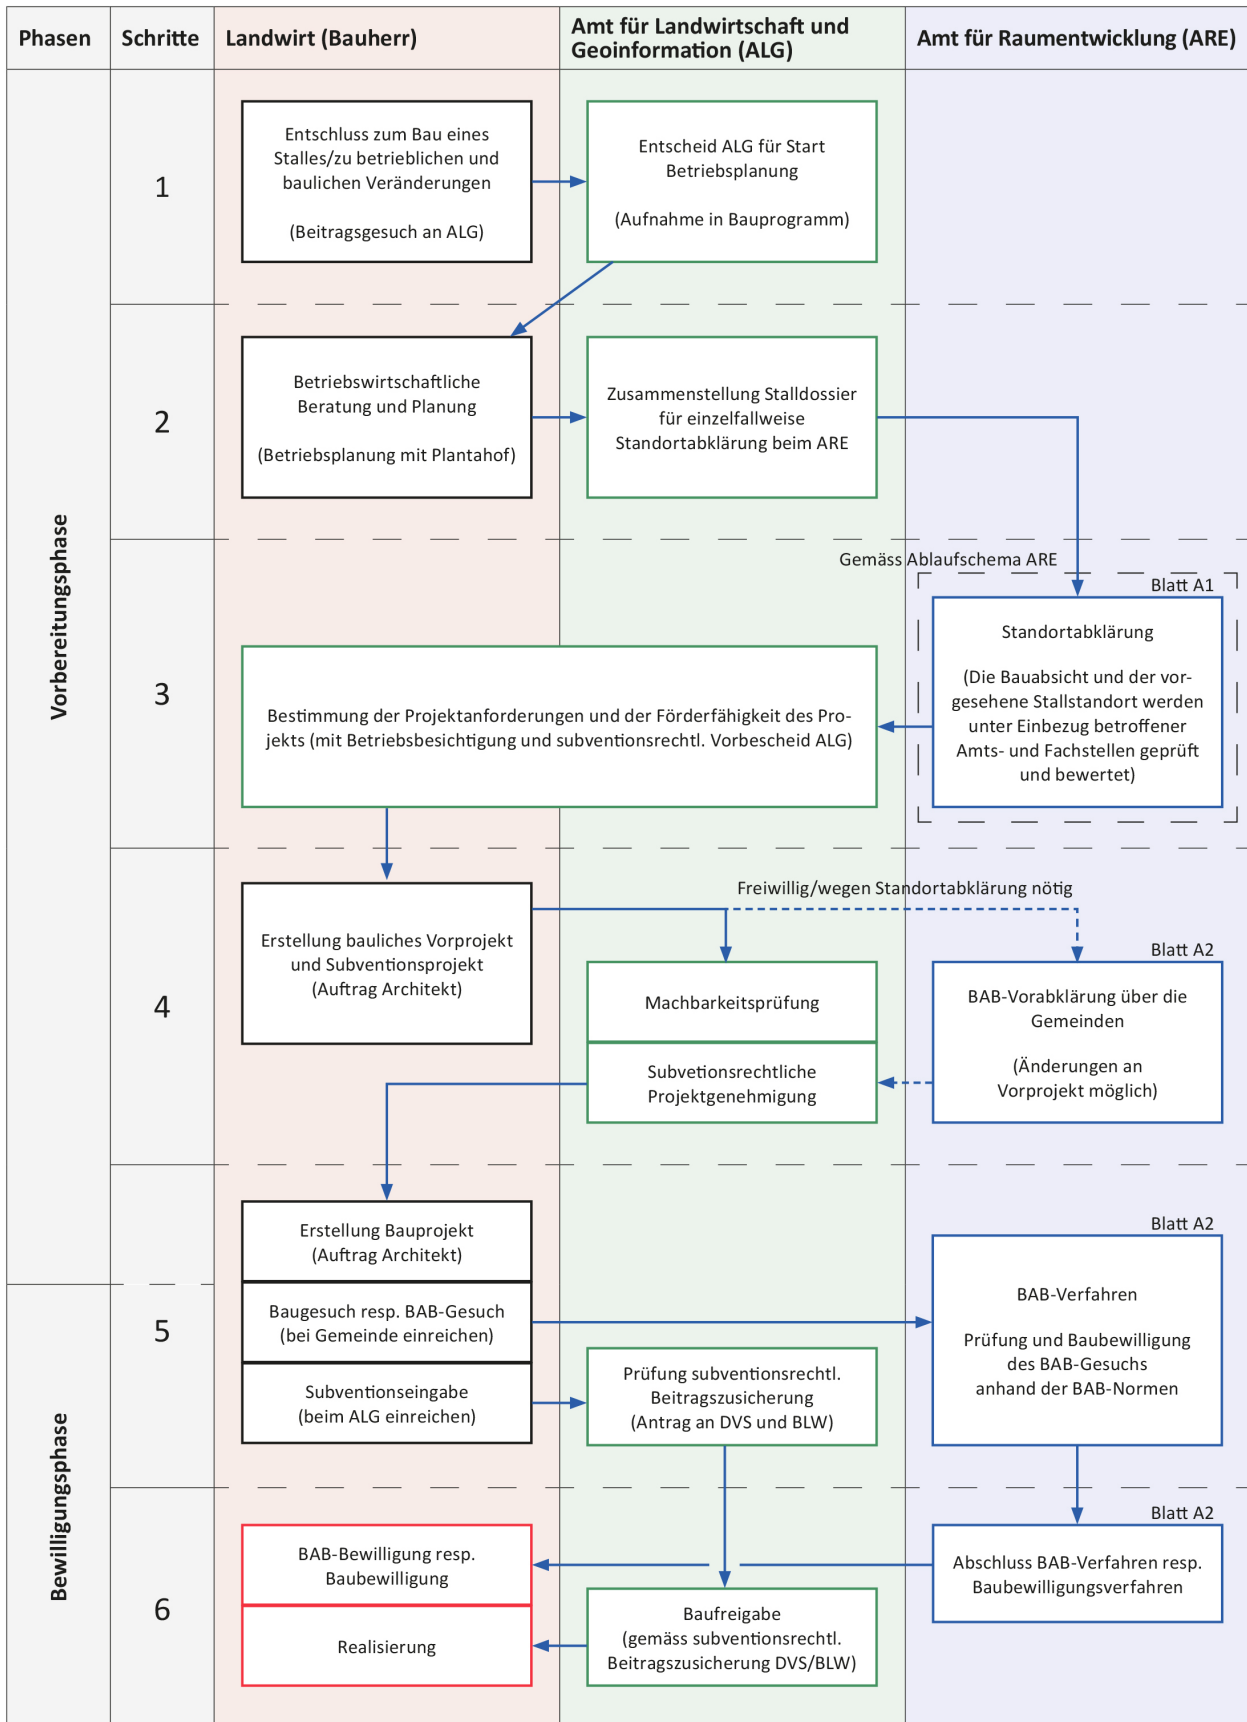 Phasen
Schritte
Landwirt (Bauherr)
Amt für Landwirtschaft und
Geoinformation (ALG)
Amt für Raumentwicklung (ARE)
Vorbereitungsphase
1
Entschluss zum Bau eines
Stalles/zu betrieblichen und
baulichen Veränderungen
(Beitragsgesuch an ALG)
Entscheid ALG für Start
Betriebsplanung
(Aufnahme in Bauprogramm)
2
Betriebswirtschaftliche
Beratung und Planung
(Betriebsplanung mit Plantahof)
Zusammenstellung Stalldossier
für einzelfallweise
Standortabklärung beim ARE
3
Gemäss Ablaufschema ARE
Blatt A1
Standortabklärung
(Die Bauabsicht und der vor-
gesehene Stallstandort werden
unter Einbezug betroffener
Amts- und Fachstellen geprüft
und bewertet)
Bestimmung der Projektanforderungen und der Förderfähigkeit des Pro-
jekts (mit Betriebsbesichtigung und subventionsrechtl. Vorbescheid ALG)
4
Erstellung bauliches Vorprojekt
und Subventionsprojekt
(Auftrag Architekt)
Freiwillig/wegen Standortabklärung nötig
Machbarkeitsprüfung
Subvetionsrechtliche
Projektgenehmigung
Blatt A2
BAB-Vorabklärung über die
Gemeinden
(Änderungen an
Vorprojekt möglich)
5
Erstellung Bauprojekt
(Auftrag Architekt)
Bewilligungsphase
Baugesuch resp. BAB-Gesuch
(bei Gemeinde einreichen)
Subventionseingabe
(beim ALG einreichen)
Prüfung subventionsrechtl.
Beitragszusicherung
(Antrag an DVS und BLW)
Blatt A2
BAB-Verfahren
Prüfung und Baubewilligung
des BAB-Gesuchs
anhand der BAB-Normen
6
BAB-Bewilligung resp.
Baubewilligung
Realisierung
Baufreigabe
(gemäss subventionsrechtl.
Beitragszusicherung DVS/BLW)
Blatt A2
Abschluss BAB-Verfahren resp.
Baubewilligungsverfahren